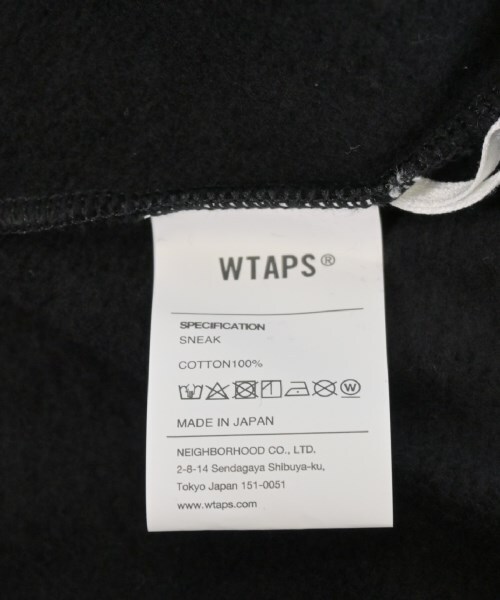 WTAPS®
SPECIFICATION
SNEAK
COTTON100%
W
MADE IN JAPAN
NEIGHBORHOOD CO., LTD.
2-8-14 Sendagaya Shibuya-ku,
Tokyo Japan 151-0051
www.wtaps.com